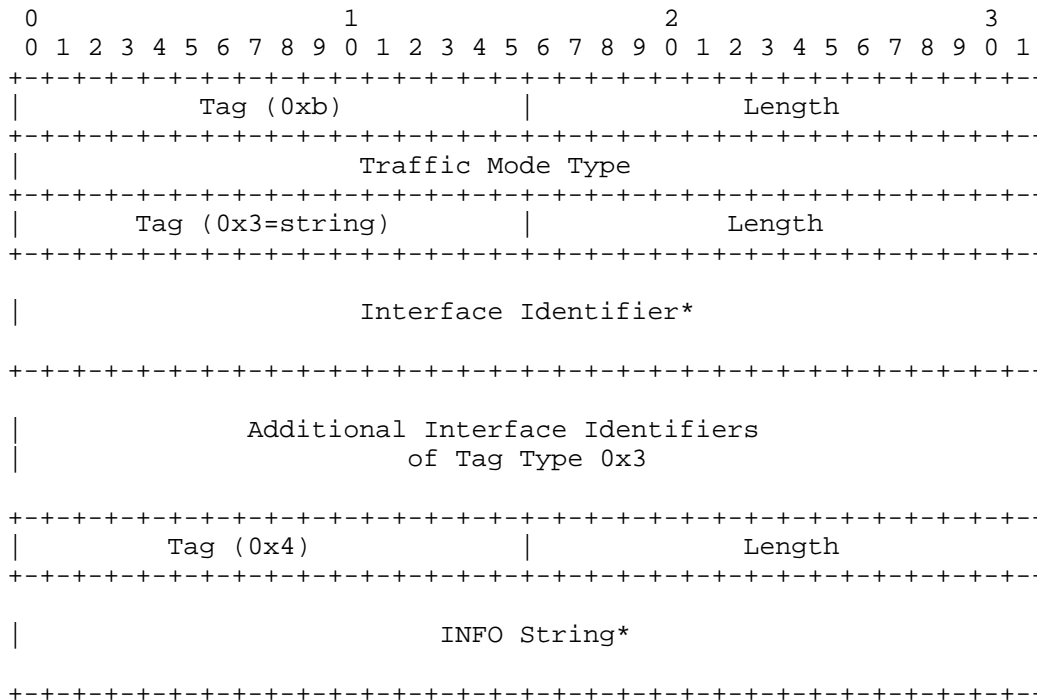 0                   1                   2                   3
 0 1 2 3 4 5 6 7 8 9 0 1 2 3 4 5 6 7 8 9 0 1 2 3 4 5 6 7 8 9 0 1
+-+-+-+-+-+-+-+-+-+-+-+-+-+-+-+-+-+-+-+-+-+-+-+-+-+-+-+-+-+-+-+-
|           Tag (0xb)           |             Length
+-+-+-+-+-+-+-+-+-+-+-+-+-+-+-+-+-+-+-+-+-+-+-+-+-+-+-+-+-+-+-+-
|                     Traffic Mode Type
+-+-+-+-+-+-+-+-+-+-+-+-+-+-+-+-+-+-+-+-+-+-+-+-+-+-+-+-+-+-+-+-
|       Tag (0x3=string)        |            Length
+-+-+-+-+-+-+-+-+-+-+-+-+-+-+-+-+-+-+-+-+-+-+-+-+-+-+-+-+-+-+-+-
|                     Interface Identifier*
+-+-+-+-+-+-+-+-+-+-+-+-+-+-+-+-+-+-+-+-+-+-+-+-+-+-+-+-+-+-+-+-
|              Additional Interface Identifiers
|                        of Tag Type 0x3
+-+-+-+-+-+-+-+-+-+-+-+-+-+-+-+-+-+-+-+-+-+-+-+-+-+-+-+-+-+-+-+-
|         Tag (0x4)             |             Length
+-+-+-+-+-+-+-+-+-+-+-+-+-+-+-+-+-+-+-+-+-+-+-+-+-+-+-+-+-+-+-+-
|                          INFO String*
+-+-+-+-+-+-+-+-+-+-+-+-+-+-+-+-+-+-+-+-+-+-+-+-+-+-+-+-+-+-+-+-